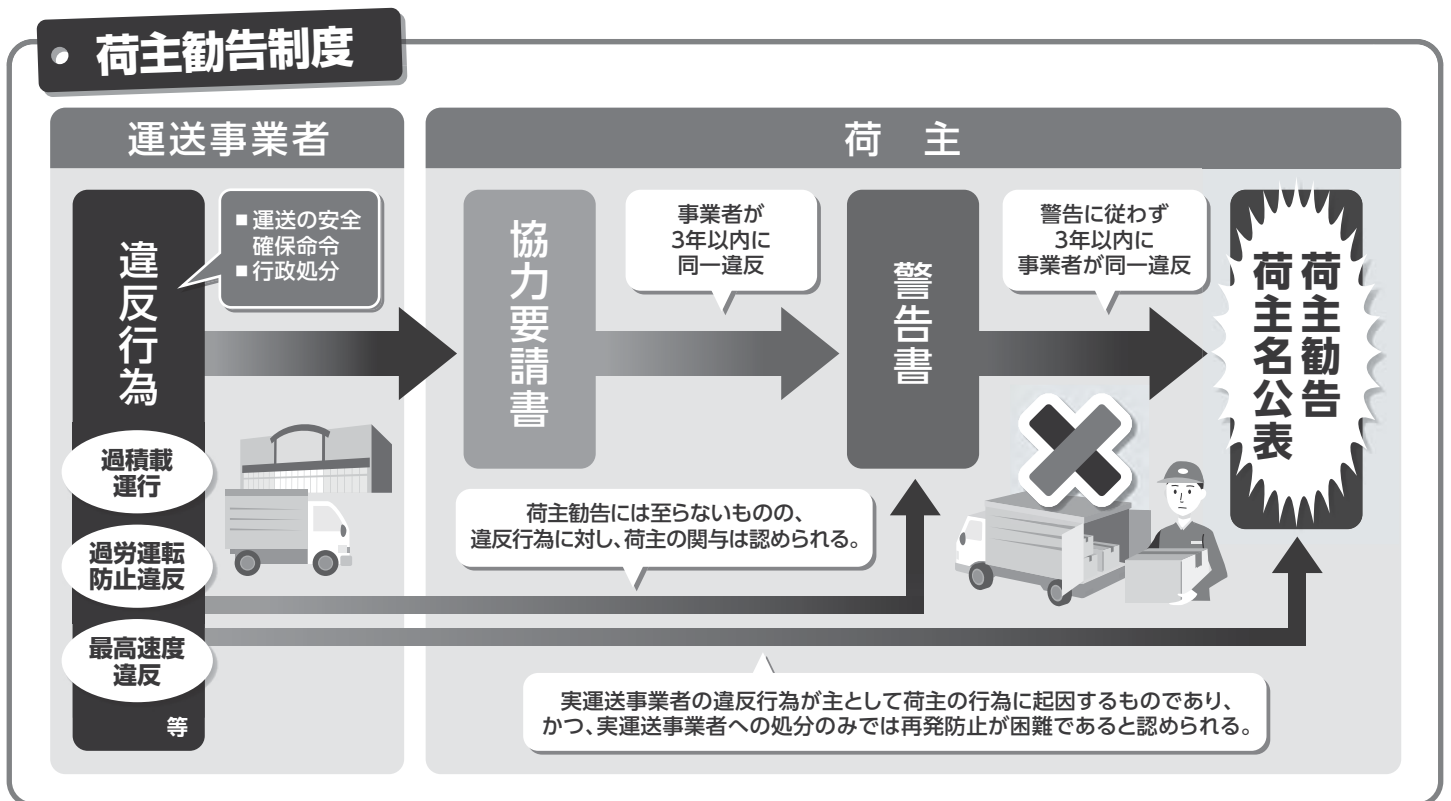 荷主勧告制度
運送事業者
荷　主
違反行為
■ 運送の安全
確保命令
■ 行政処分
過積載
運行
過労運転
防止違反
最高速度
違反
等
協力要請書
事業者が
3年以内に
同一違反
警告書
警告に従わず
3年以内に
事業者が同一違反
荷主勧告
荷主名公表
荷主勧告には至らないものの、
違反行為に対し、荷主の関与は認められる。
実運送事業者の違反行為が主として荷主の行為に起因するものであり、
かつ、実運送事業者への処分のみでは再発防止が困難であると認められる。